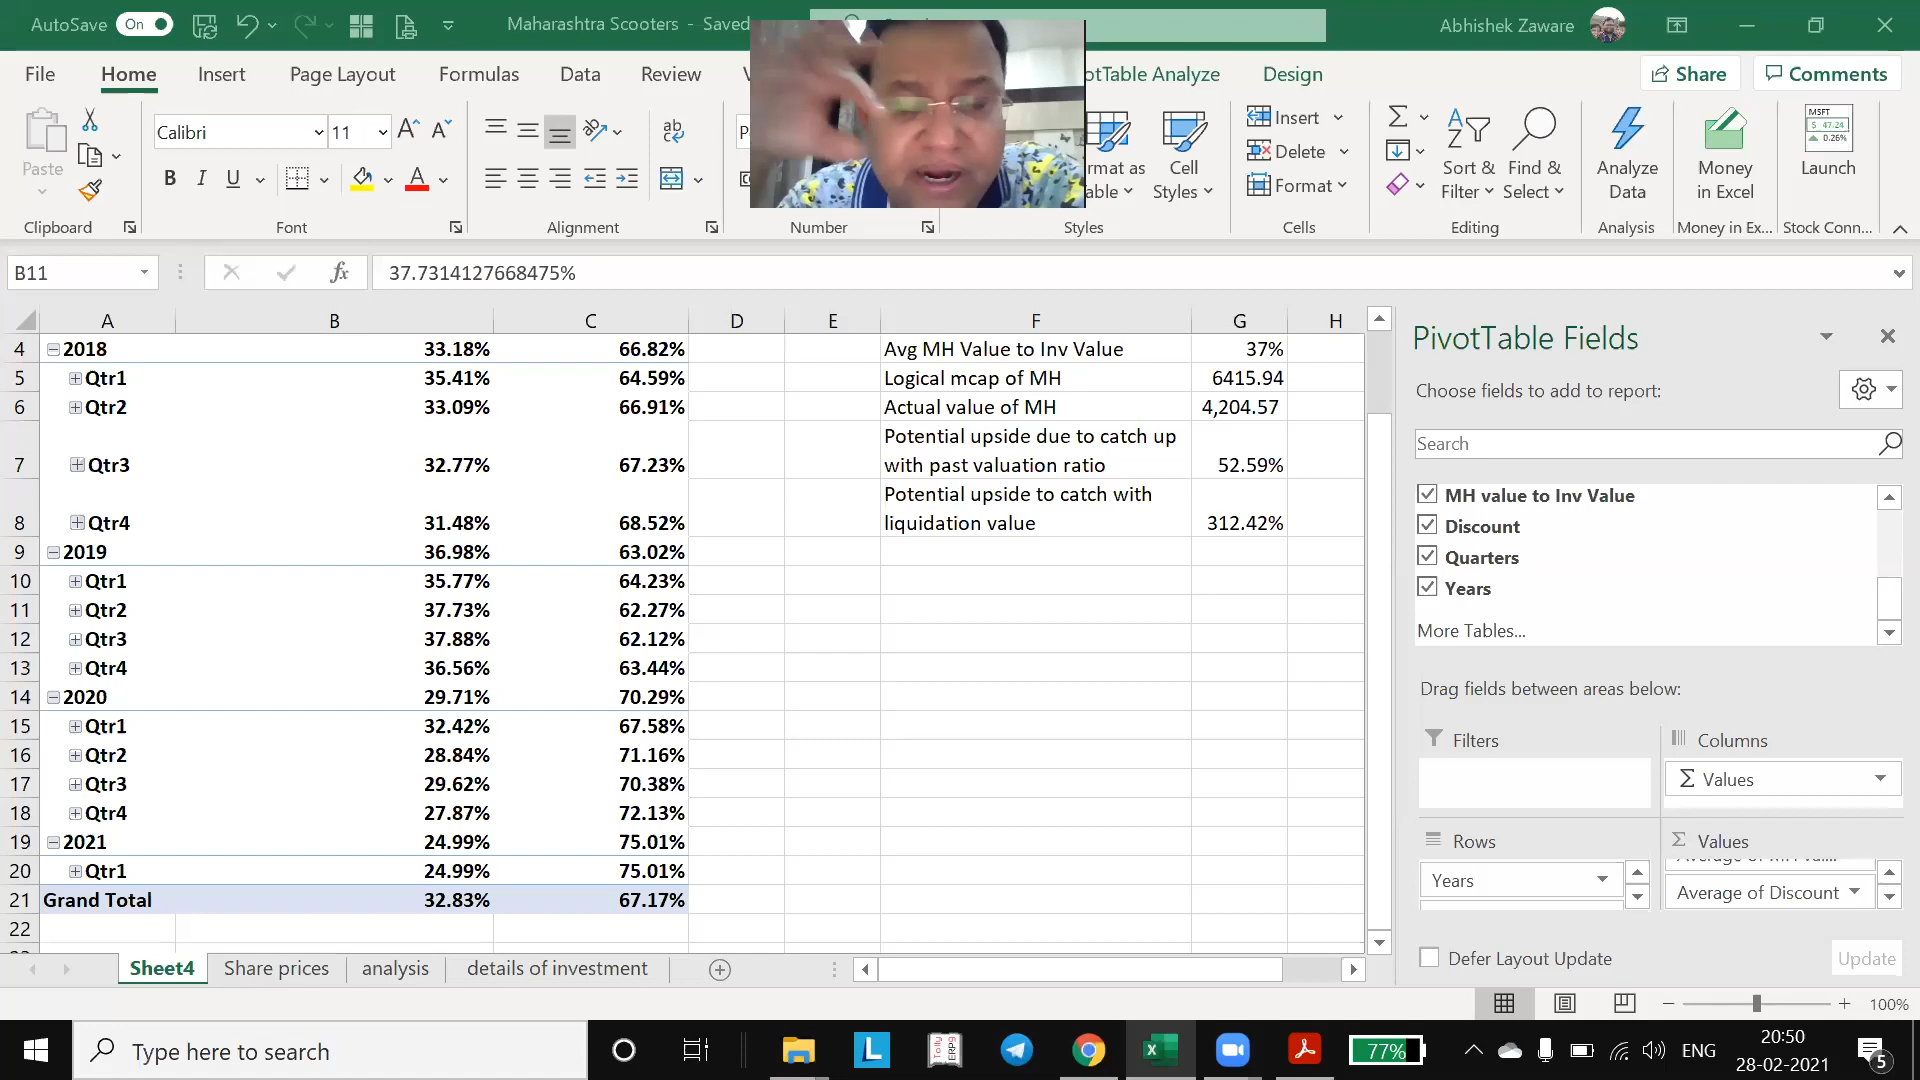 AutoSave On Maharashtra Scooters - Saved Abhishek Zaware
File Home Insert Page Layout Formulas Data Review Design Share Comments
Calibri 11
Paste
Insert
Delete
Format
Cell Styles
Sort & Filter
Find & Select
Analyze Data
Money in Excel
MSFT
$ 47.24
0.26%
Launch
Clipboard Font Alignment Number Styles Cells Editing Analysis Money in Ex... Stock Conn...
B11 fx 37.7314127668475%
A B C D E F G H
4 2018 33.18% 66.82% Avg MH Value to Inv Value 37%
5 Qtr1 35.41% 64.59% Logical mcap of MH 6415.94
6 Qtr2 33.09% 66.91% Actual value of MH 4,204.57
Potential upside due to catch up
7 Qtr3 32.77% 67.23% with past valuation ratio 52.59%
Potential upside to catch with
8 Qtr4 31.48% 68.52% liquidation value 312.42%
9 2019 36.98% 63.02%
10 Qtr1 35.77% 64.23%
11 Qtr2 37.73% 62.27%
12 Qtr3 37.88% 62.12%
13 Qtr4 36.56% 63.44%
14 2020 29.71% 70.29%
15 Qtr1 32.42% 67.58%
16 Qtr2 28.84% 71.16%
17 Qtr3 29.62% 70.38%
18 Qtr4 27.87% 72.13%
19 2021 24.99% 75.01%
20 Qtr1 24.99% 75.01%
21 Grand Total 32.83% 67.17%
22
PivotTable Fields
Choose fields to add to report:
Search
MH value to Inv Value
Discount
Quarters
Years
More Tables...
Drag fields between areas below:
Filters Columns
Σ Values
Rows Σ Values
Years Average of Discount
Defer Layout Update Update
Sheet4 Share prices analysis details of investment
100%
Type here to search
77%
ENG
20:50
28-02-2021
5